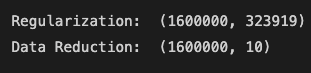 Regularization:  (1600000, 323919)
Data Reduction:  (1600000, 10)